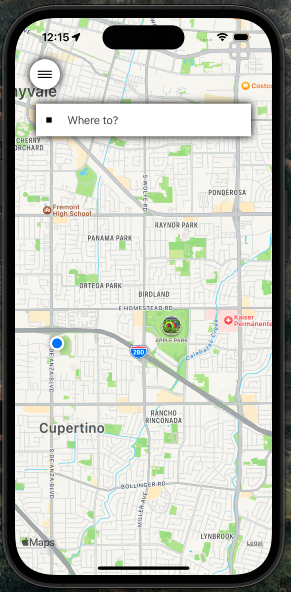 12:15
nyvale
Costco
Where to?
CHERRY
ORCHARD
S WOLFE RD
PONDEROSA
Fremont
High School
RAYNOR PARK
PANAMA PARK
ORTEGA PARK
BIRDLAND
E HOMESTEAD RD
Kaiser
Permanente
APPLE PARK
Calabazas Creek
280
DE ANZA BLVD
RANCHO
RINCONADA
Cupertino
S DE ANZA BLVD
BOLLINGER RD
MILLER AVE
LYNBROOK
Maps
Legal